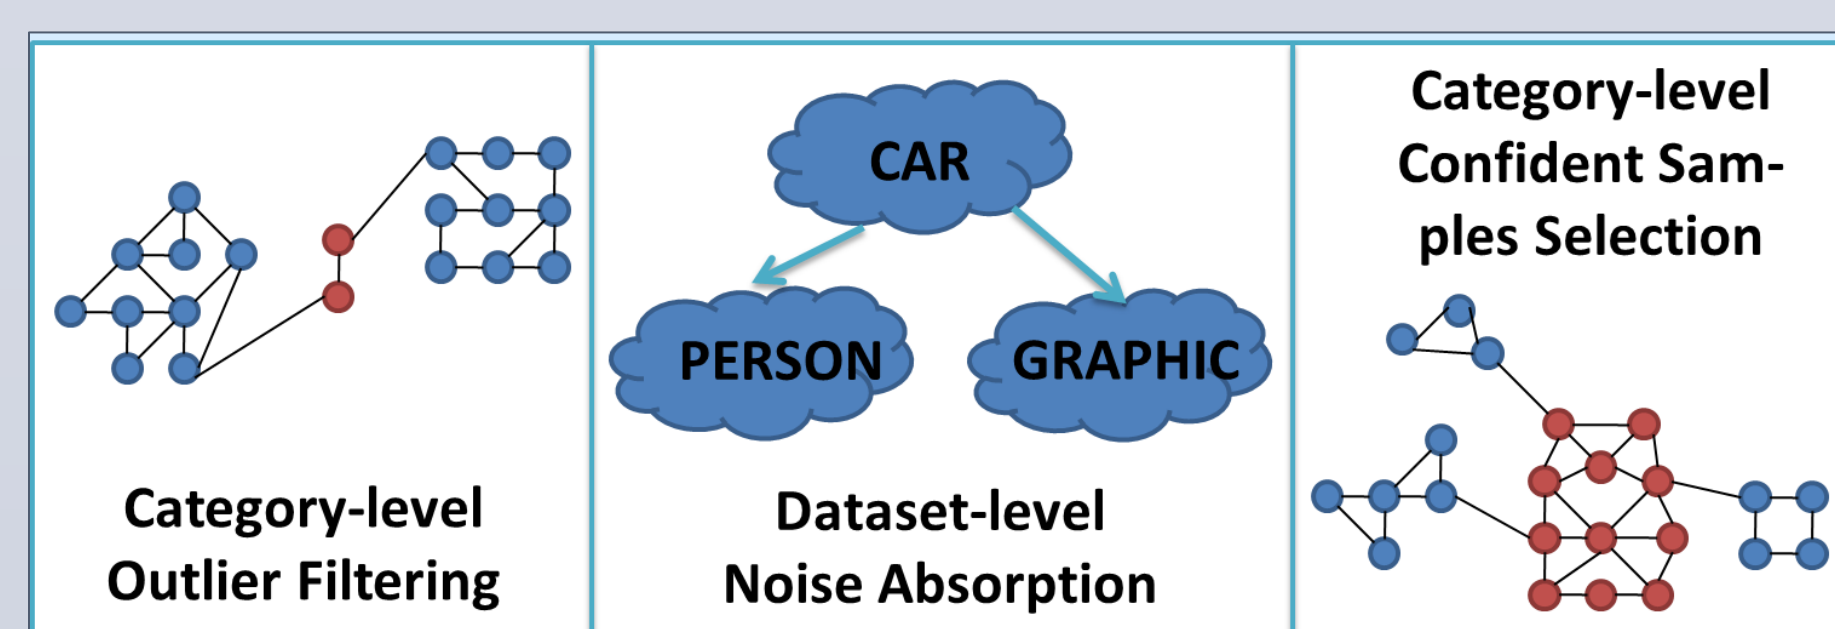 Category-level
Outlier Filtering
CAR
PERSON
GRAPHIC
Dataset-level
Noise Absorption
Category-level
Confident Sam-
ples Selection